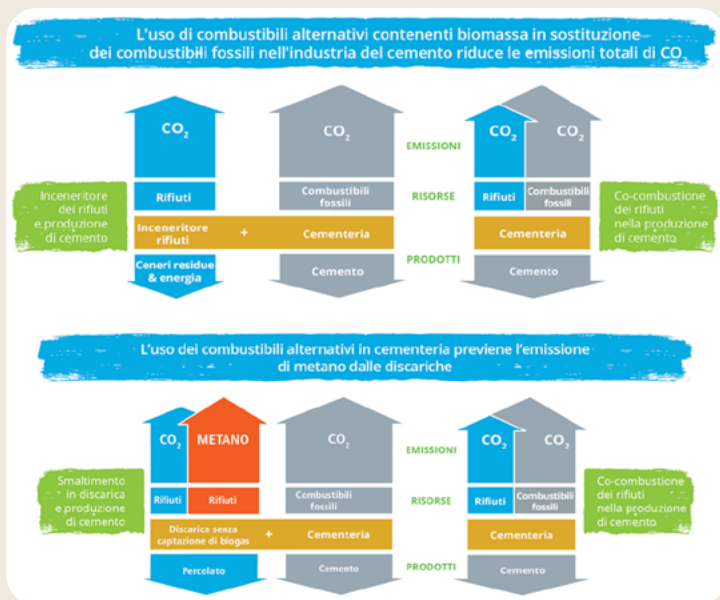 L'uso di combustibili alternativi contenenti biomassa in sostituzione
dei combustibili fossili nell'industria del cemento riduce le emissioni totali di CO₂
CO₂
CO₂
EMISSIONI
CO₂
CO₂
Inceneritore
dei rifiuti
e produzione
di cemento
Rifiuti
Combustibili
fossili
RISORSE
Rifiuti
Combustibili
fossili
Co-combustione
dei rifiuti
nella produzione
di cemento
Inceneritore
rifiuti
+
Cementeria
Cementeria
Ceneri residue
& energia
Cemento
PRODOTTI
Cemento
L'uso dei combustibili alternativi in cementeria previene l'emissione
di metano dalle discariche
CO₂
METANO
CO₂
EMISSIONI
CO₂
CO₂
Smaltimento
in discarica
e produzione
di cemento
Rifiuti
Rifiuti
Combustibili
fossili
RISORSE
Rifiuti
Combustibili
fossili
Co-combustione
dei rifiuti
nella produzione
di cemento
Discarica senza
captazione di biogas
+
Cementeria
Cementeria
Percelato
Cemento
PRODOTTI
Cemento